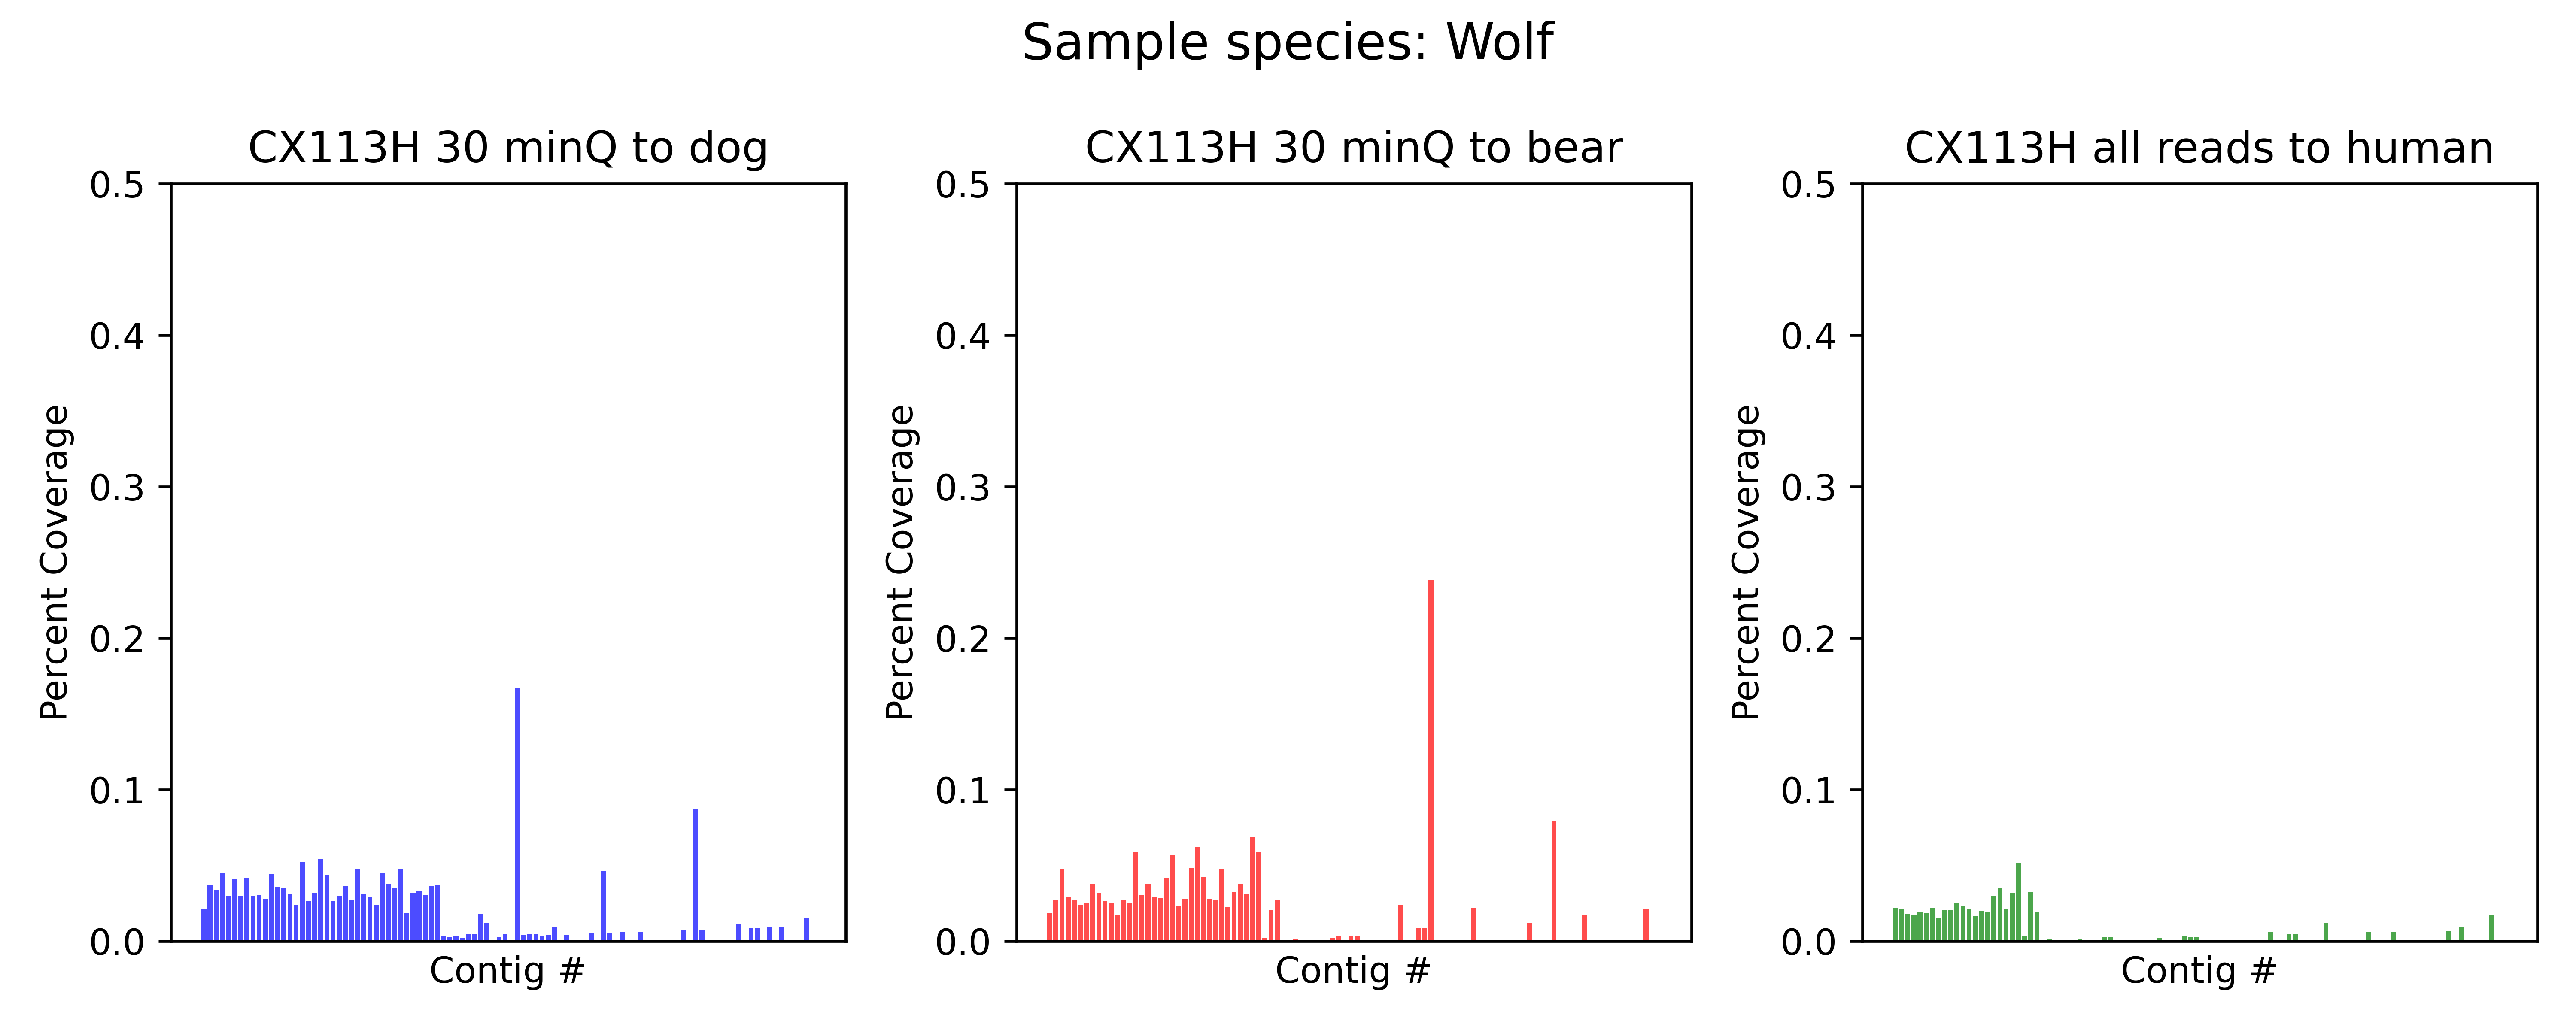 Sample species: Wolf
CX113H 30 minQ to dog
0.5
0.4
0.3
0.2
0.1
0.0
Percent Coverage
Contig #
CX113H 30 minQ to bear
0.5
0.4
0.3
0.2
0.1
0.0
Percent Coverage
Contig #
CX113H all reads to human
0.5
0.4
0.3
0.2
0.1
0.0
Percent Coverage
Contig #